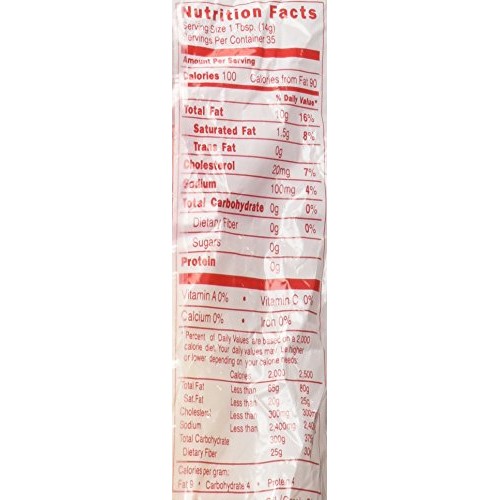 Nutrition Facts
Serving Size 1 Tbsp. (14g)
Servings Per Container 35
Amount Per Serving
Calories 100 Calories from Fat 90
% Daily Value*
Total Fat 10g 16%
Saturated Fat 1.5g 8%
Trans Fat 0g
Cholesterol 20mg 7%
Sodium 100mg 4%
Total Carbohydrate 0g 0%
Dietary Fiber 0g 0%
Sugars 0g
Protein 0g
Vitamin A 0% • Vitamin C 0%
Calcium 0% • Iron 0%
* Percent of Daily Values are based on a 2,000
calorie diet. Your daily values may be higher
or lower depending on your calorie needs:
Calories 2,000 2,500
Total Fat Less than 65g 80g
Sat. Fat Less than 20g 25g
Cholesterol Less than 300mg 300m
Sodium Less than 2,400mg 2,40
Total Carbohydrate 300g 375
Dietary Fiber 25g 30
Calories per gram:
Fat 9 • Carbohydrate 4 • Protein 4